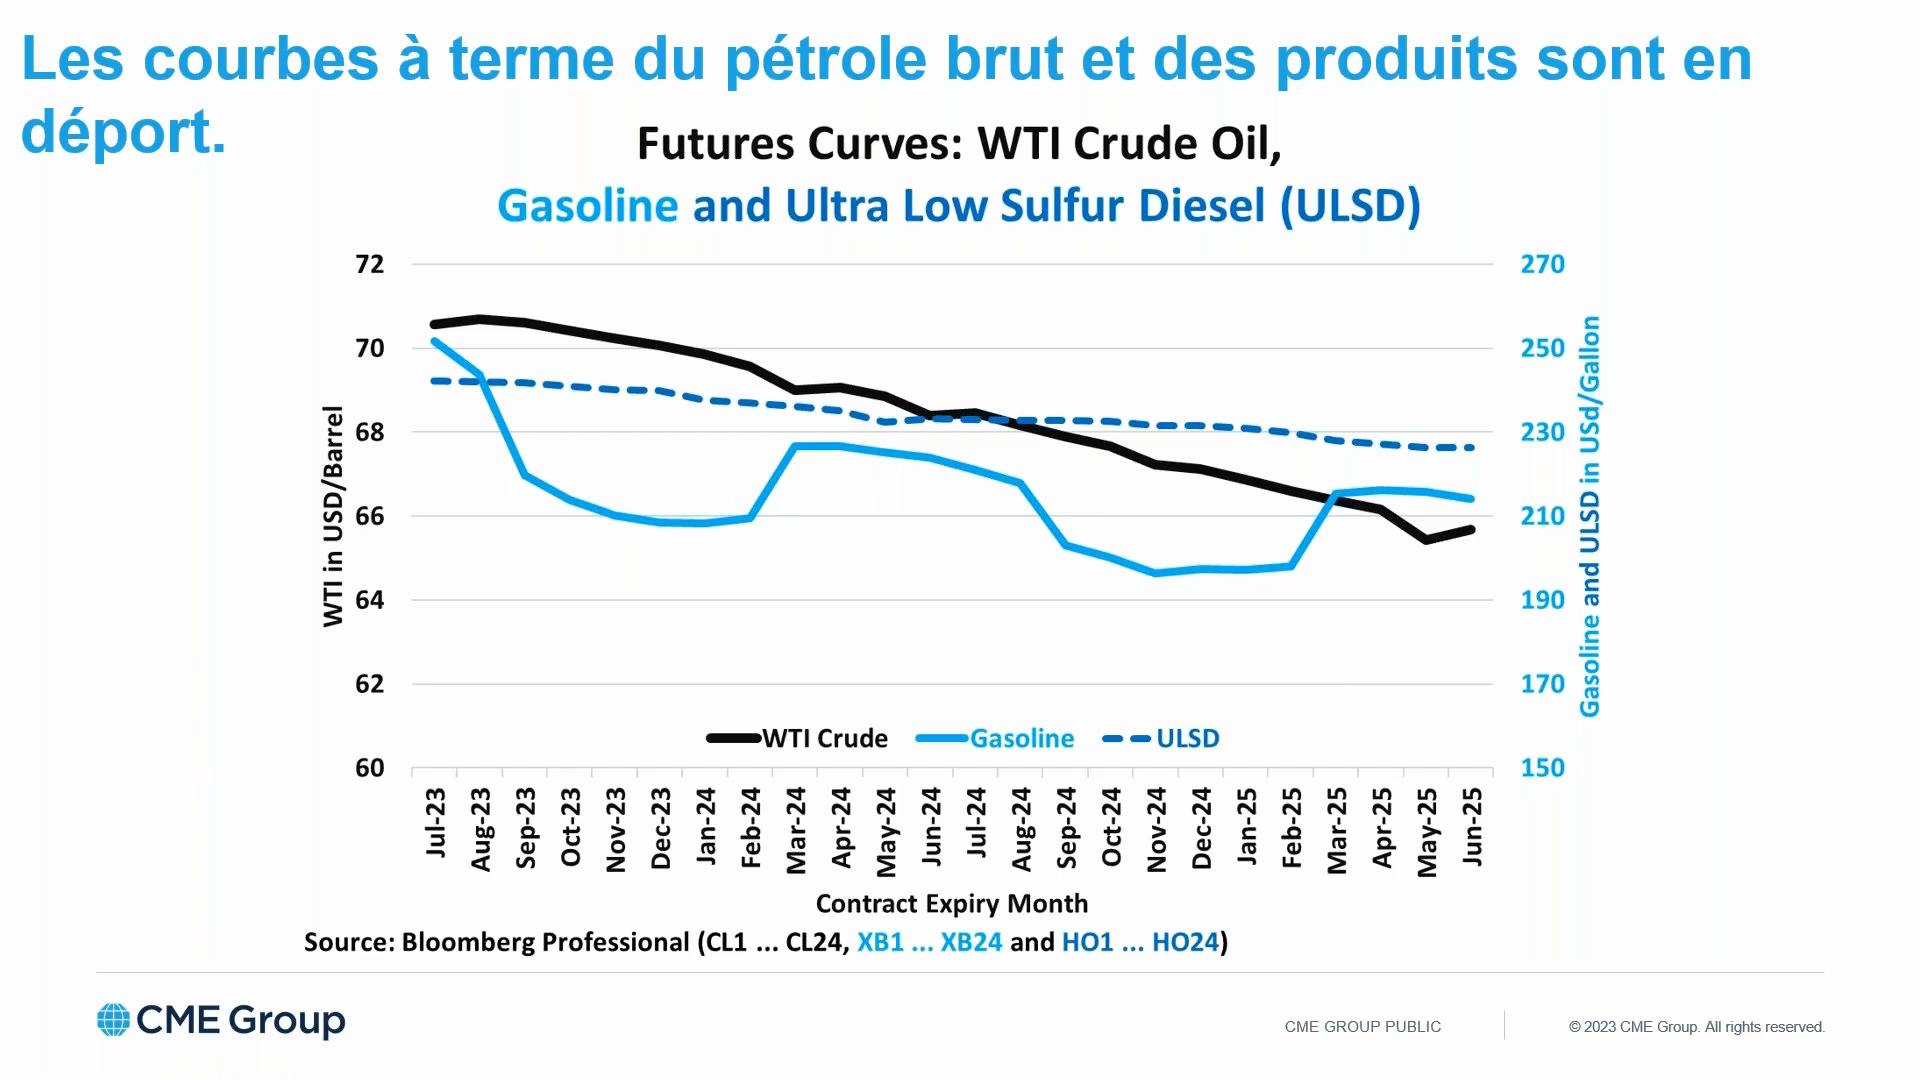 Les courbes à terme du pétrole brut et des produits sont en
déport.
Futures Curves: WTI Crude Oil,
Gasoline and Ultra Low Sulfur Diesel (ULSD)
WTI in USD/Barrel
72
70
68
66
64
62
60
270
250
230
210
190
170
150
Gasoline and ULSD in USd/Gallon
WTI Crude
Gasoline
ULSD
Jul-23
Aug-23
Sep-23
Oct-23
Nov-23
Dec-23
Jan-24
Feb-24
Mar-24
Apr-24
May-24
Jun-24
Jul-24
Aug-24
Sep-24
Oct-24
Nov-24
Dec-24
Jan-25
Feb-25
Mar-25
Apr-25
May-25
Jun-25
Contract Expiry Month
Source: Bloomberg Professional (CL1 ... CL24, XB1 ... XB24 and HO1 ... HO24)
CME Group
CME GROUP PUBLIC
© 2023 CME Group. All rights reserved.